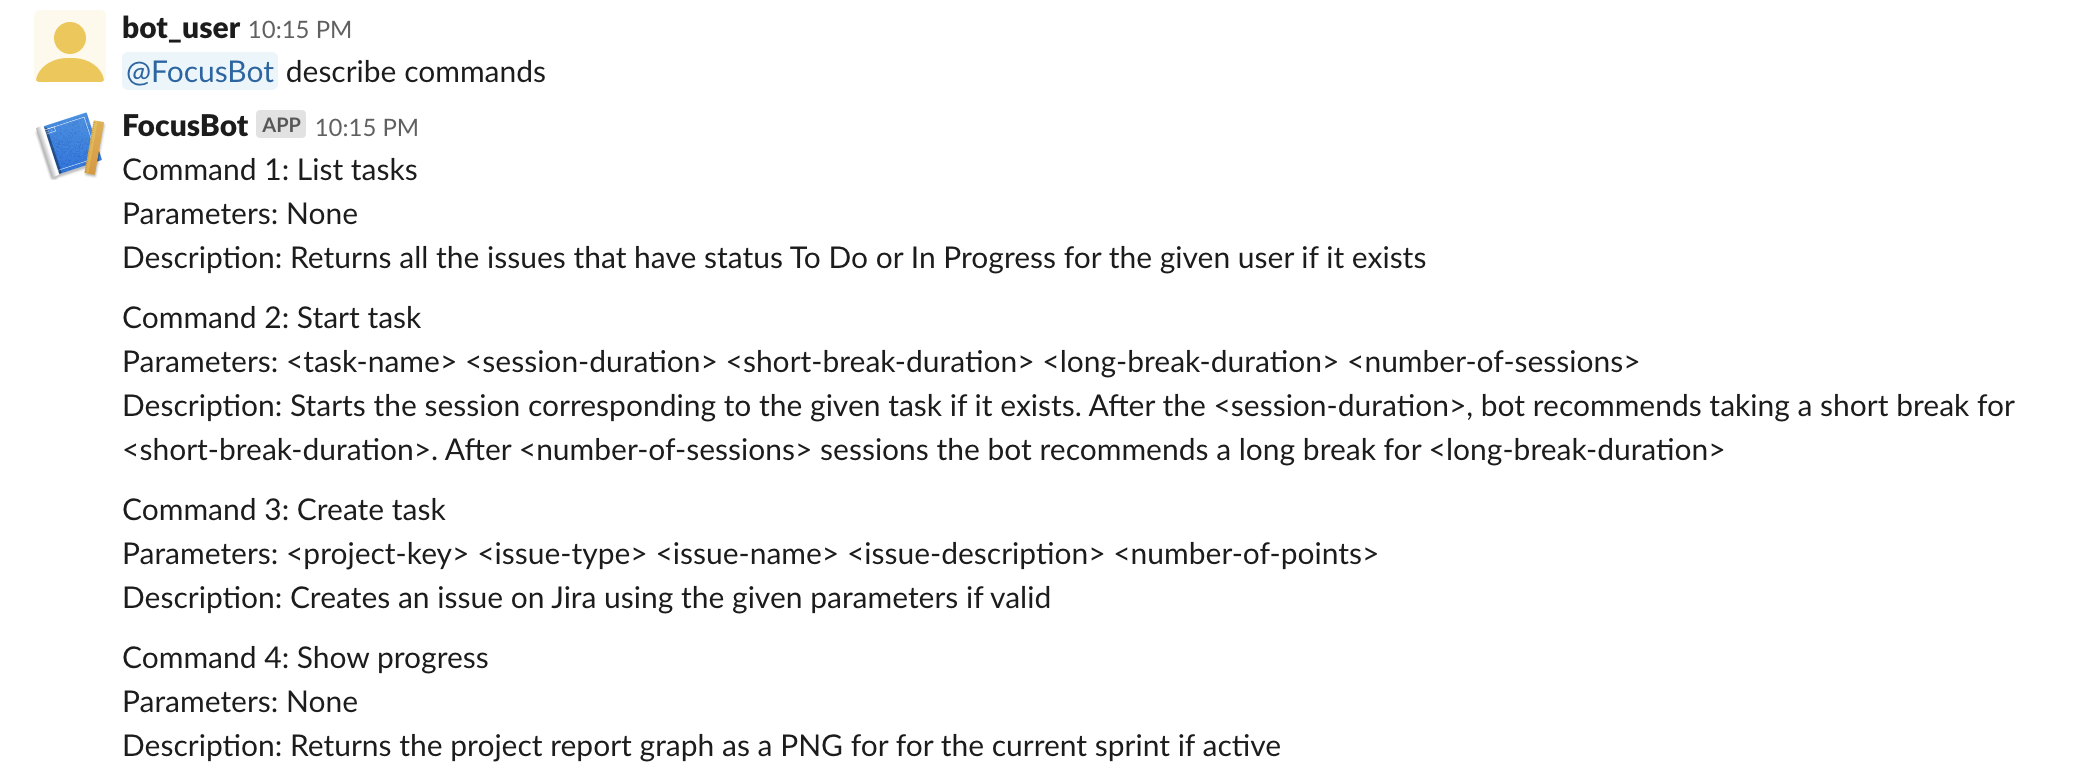 bot_user 10:15 PM
@FocusBot describe commands
FocusBot APP 10:15 PM
Command 1: List tasks
Parameters: None
Description: Returns all the issues that have status To Do or In Progress for the given user if it exists
Command 2: Start task
Parameters: <task-name> <session-duration> <short-break-duration> <long-break-duration> <number-of-sessions>
Description: Starts the session corresponding to the given task if it exists. After the <session-duration>, bot recommends taking a short break for
<short-break-duration>. After <number-of-sessions> sessions the bot recommends a long break for <long-break-duration>
Command 3: Create task
Parameters: <project-key> <issue-type> <issue-name> <issue-description> <number-of-points>
Description: Creates an issue on Jira using the given parameters if valid
Command 4: Show progress
Parameters: None
Description: Returns the project report graph as a PNG for for the current sprint if active